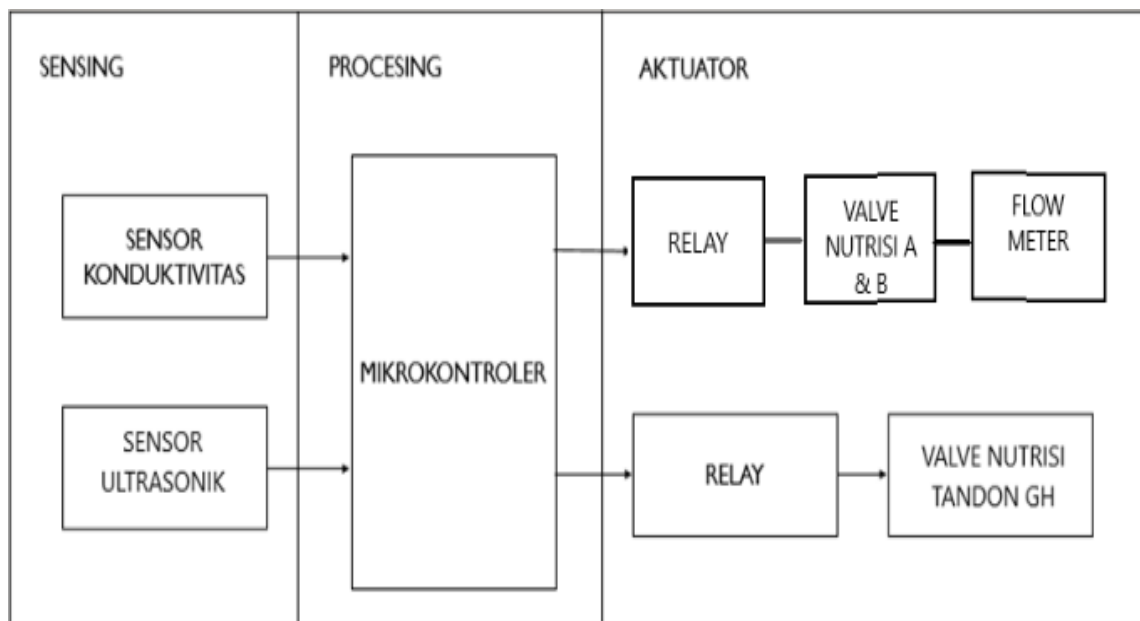 SENSING
PROCESING
AKTUATOR
SENSOR
KONDUKTIVITAS
SENSOR
ULTRASONIK
MIKROKONTROLER
RELAY
VALVE
NUTRISI A
& B
FLOW
METER
RELAY
VALVE NUTRISI
TANDON GH